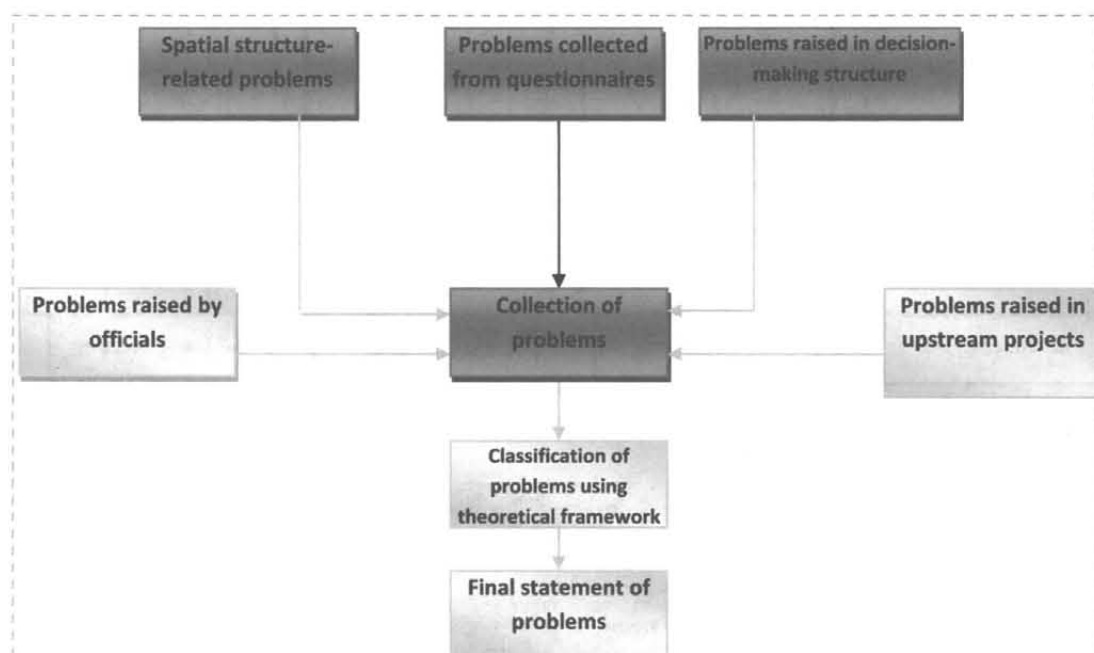 Spatial structure-
related problems
Problems collected
from questionnaires
Problems raised in decision-
making structure
Problems raised by
officials
Collection of
problems
Problems raised in
upstream projects
Classification of
problems using
theoretical framework
Final statement of
problems